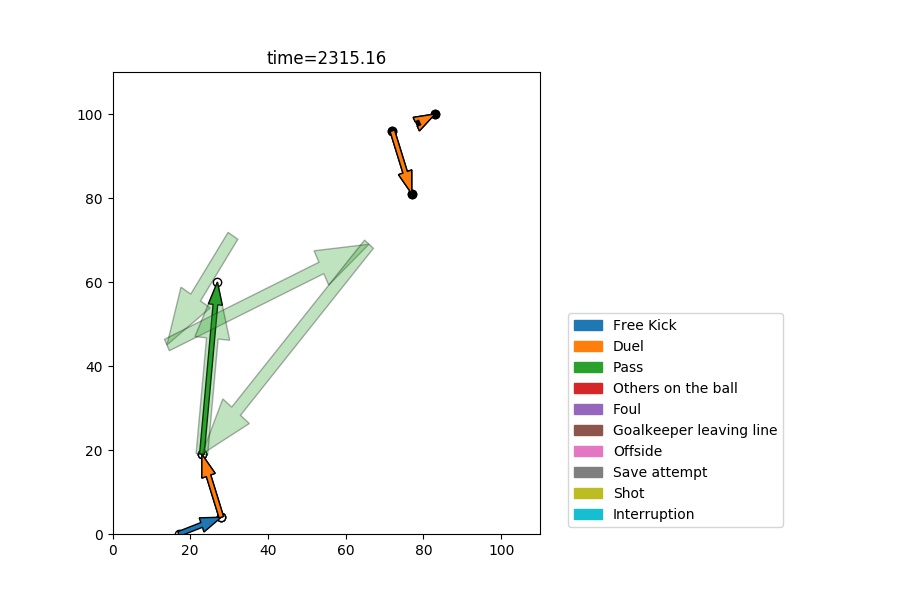 time=2315.16
100
80
60
40
20
0
0 20 40 60 80 100
Free Kick
Duel
Pass
Others on the ball
Foul
Goalkeeper leaving line
Offside
Save attempt
Shot
Interruption